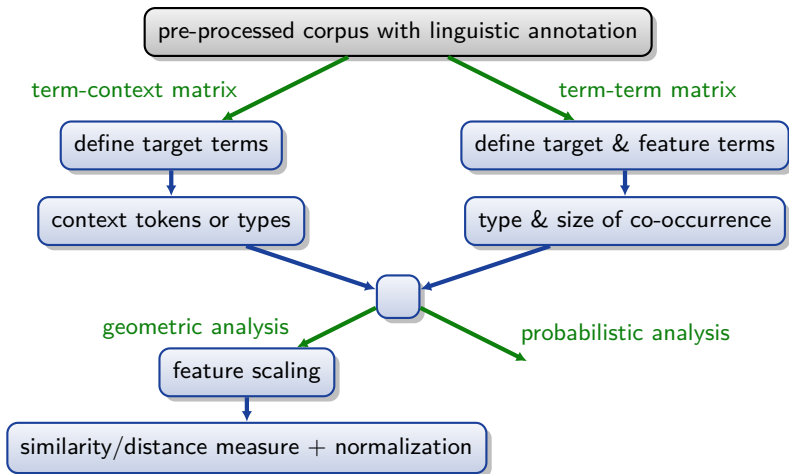 pre-processed corpus with linguistic annotation
term-context matrix
term-term matrix
define target terms
define target & feature terms
context tokens or types
type & size of co-occurrence
geometric analysis
probabilistic analysis
feature scaling
similarity/distance measure + normalization